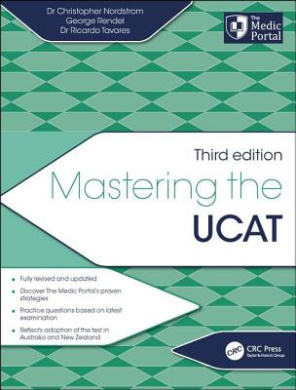 Dr Christopher Nordstrom
George Rendel
Dr Ricardo Tavares
The
Medic
Portal
Third edition
Mastering the
UCAT
• Fully revised and updated
• Discover The Medic Portal's proven
strategies
• Practice questions based on latest
examination
• Reflects adoption of the test in
Australia and New Zealand
CRC
CRC Press
Taylor & Francis Group